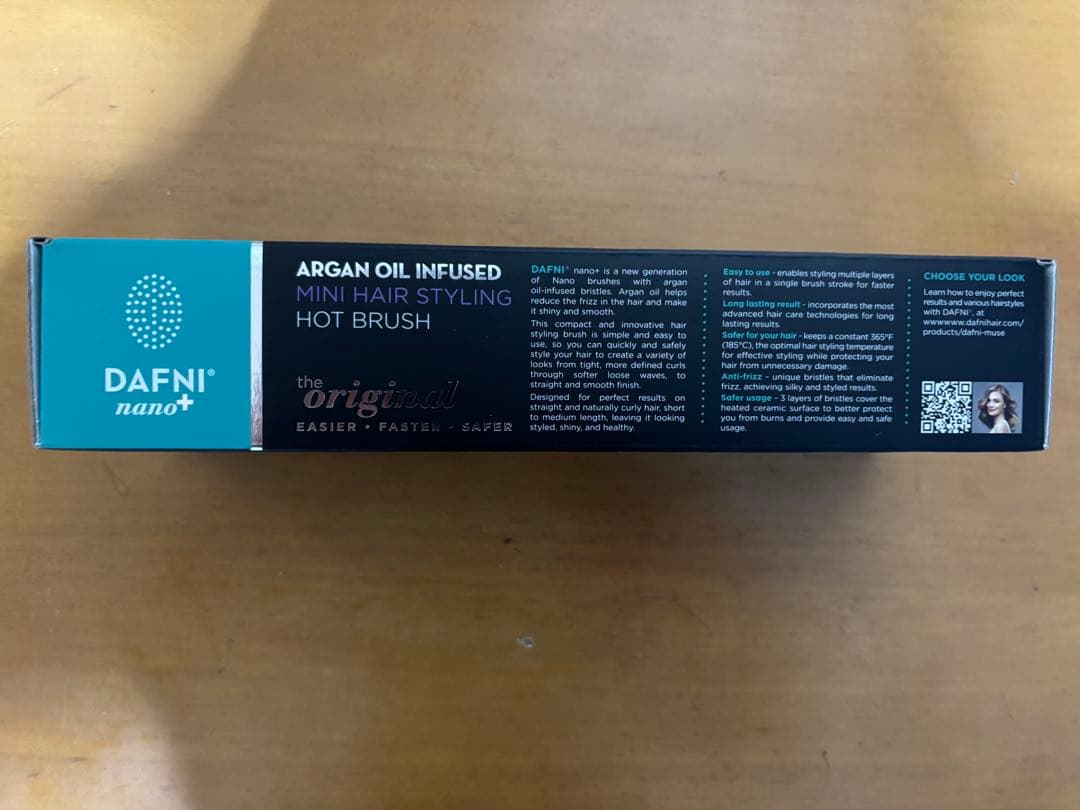 DAFNI®
nano+
ARGAN OIL INFUSED
MINI HAIR STYLING
HOT BRUSH
the
original
EASIER • FASTER • SAFER
DAFNI® nano+ is a new generation
of Nano brushes with argan
oil-infused bristles. Argan oil helps
reduce the frizz in the hair and make
it shiny and smooth.
This compact and innovative hair
styling brush is simple and easy to
use, so you can quickly and safely
style your hair to create a variety of
looks from tight, more defined curls
through softer loose waves, to
straight and smooth finish.
Designed for perfect results on
straight and naturally curly hair, short
to medium length, leaving it looking
styled, shiny, and healthy.
Easy to use - enables styling multiple layers
of hair in a single brush stroke for faster
results.
Long lasting result - incorporates the most
advanced hair care technologies for long
lasting results.
Safer for your hair - keeps a constant 365°F
(185°C), the optimal hair styling temperature
for effective styling while protecting your
hair from unnecessary damage.
Anti-frizz - unique bristles that eliminate
frizz, achieving silky and styled results.
Safer usage - 3 layers of bristles cover the
heated ceramic surface to better protect
you from burns and provide easy and safe
usage.
CHOOSE YOUR LOOK
Learn how to enjoy perfect
results and various hairstyles
with DAFNI®, at
wwwwww.dafnihair.com/
products/dafni-muse